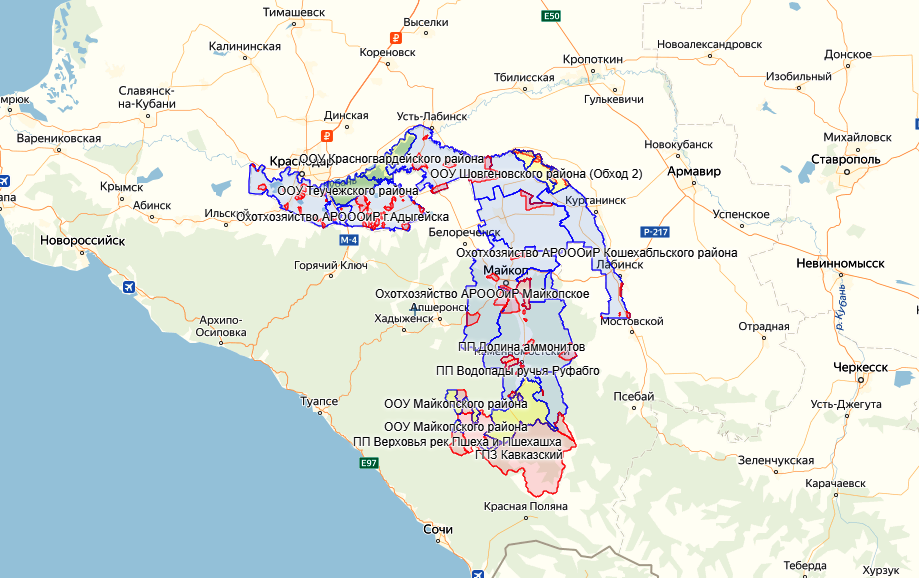 Тимашевск
Выселки
E50
Калининская
Кореновск
Новоалександровск
Донское
Кропоткин
Тбилисская
Изобильный
Гулькевичи
Славянск-
на-Кубани
мрюк
Динская
Усть-Лабинск
Варениковская
Михайловск
Новокубанск
Ставрополь
ООУ Красногвардейского района
ООУ Шовгеновского района (Обход 2)
Армавир
Крымск
ООУ Теучежского района
апа
Абинск
Курганинск
Успенское
Ильский
Охотхозяйство АРОООиР г.Адыгейска
Белореченск
P-217
Новороссийск
M-4
Охотхозяйство АРОООиР Кошехабльского района
Горячий Ключ
Майкоп
Лабинск
Невинномысск
Охотхозяйство АРОООиР Майкопское
Апшеронск
р. Кубань
Архипо-
Осиповка
Хадыженск
Мостовской
Отрадная
ПП Долина аммонитов
ПП Водопады ручья Руфабго
Черкесск
Туапсе
ООУ Майкопского района
Псебай
Усть-Джегута
ООУ Майкопского района
ПП Верховья рек Пшеха и Пшехашха
ГПЗ Кавказский
E97
Зеленчукская
Карачаевск
Красная Поляна
Сочи
Теберда
Хурзук